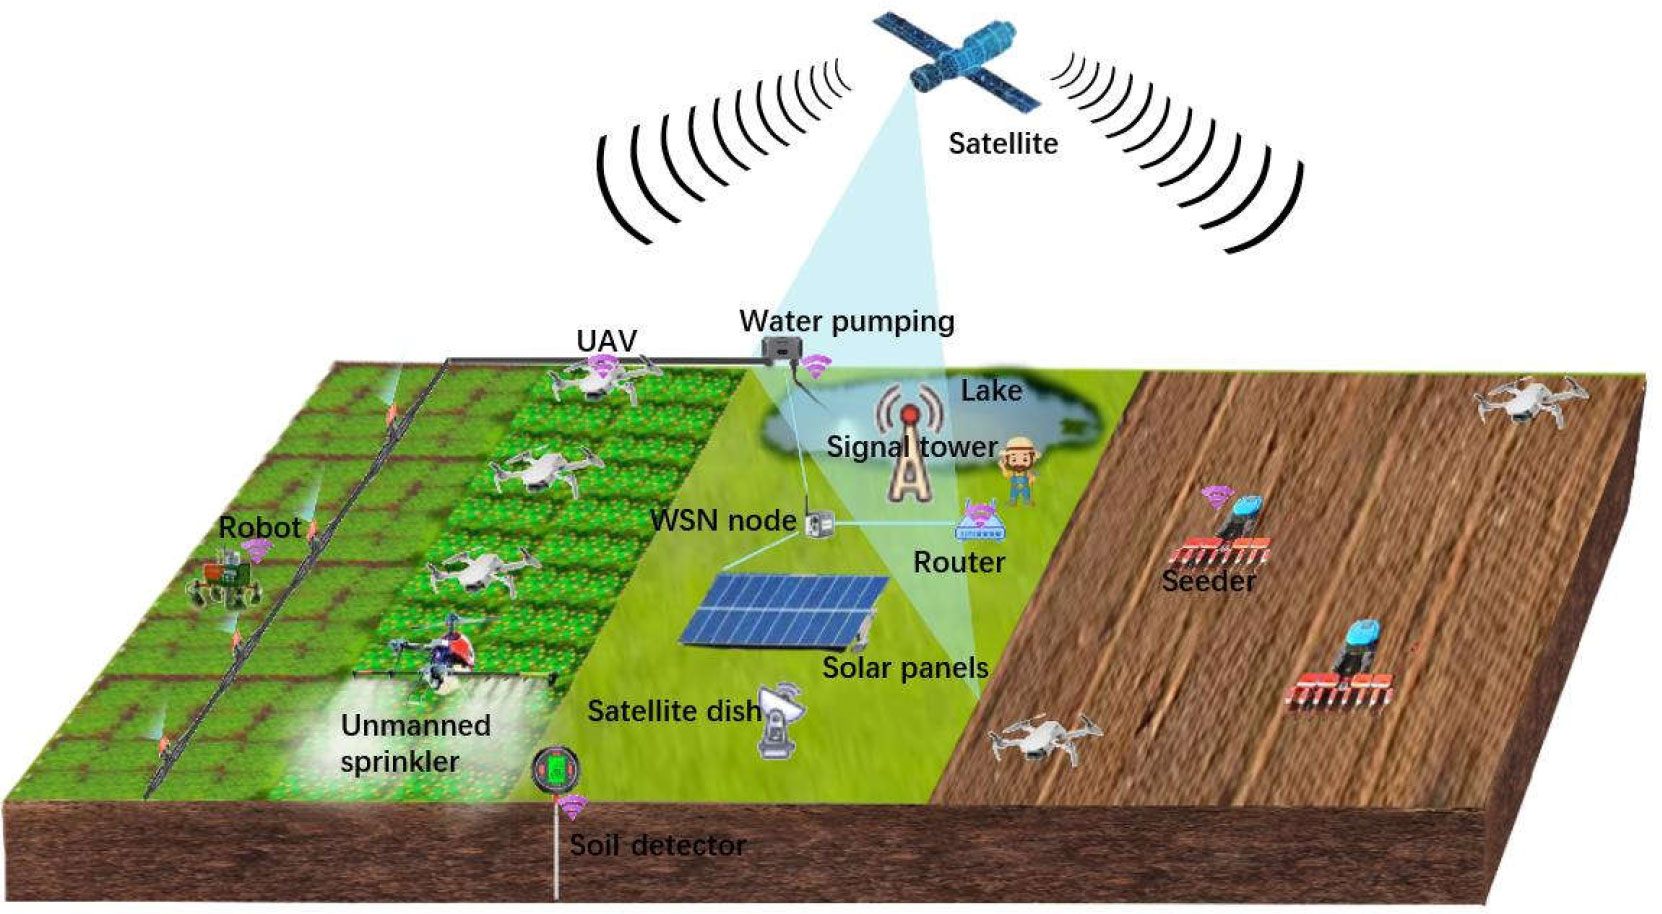 Satellite
Water pumping
UAV
Lake
Signal tower
WSN node
Robot
Router
Seeder
Solar panels
Satellite dish
Unmanned
sprinkler
Soil detector